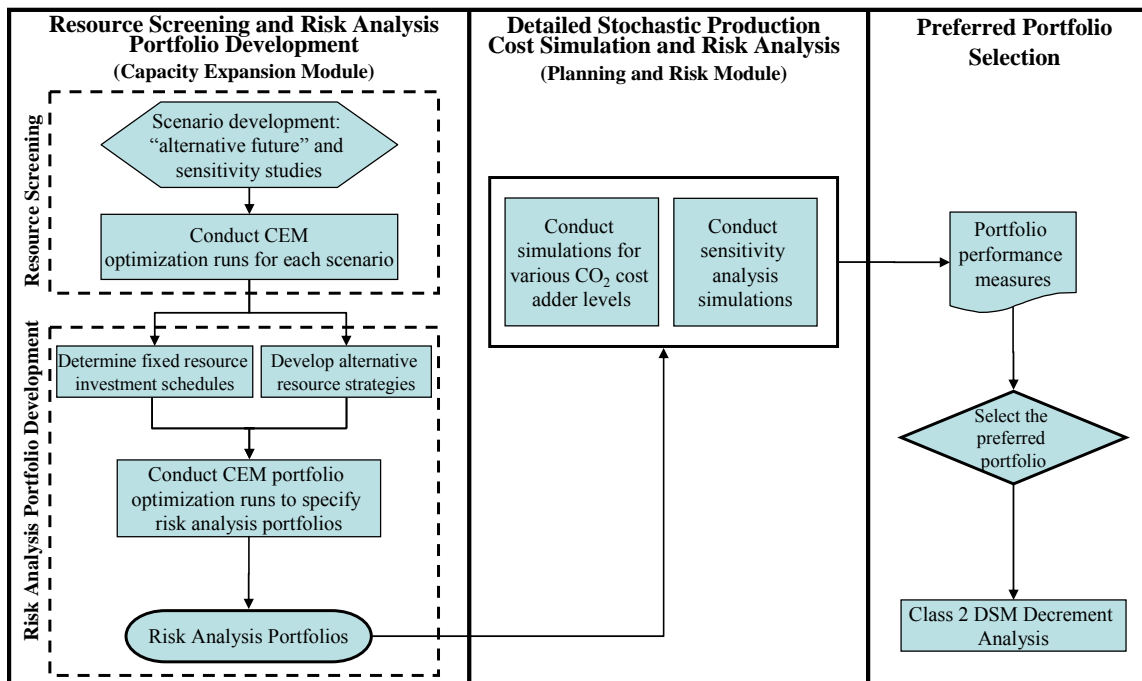 Resource Screening and Risk Analysis
Portfolio Development
(Capacity Expansion Module)
Resource Screening
Scenario development:
“alternative future” and
sensitivity studies
Conduct CEM
optimization runs for each scenario
Risk Analysis Portfolio Development
Determine fixed resource
investment schedules
Develop alternative
resource strategies
Conduct CEM portfolio
optimization runs to specify
risk analysis portfolios
Risk Analysis Portfolios
Detailed Stochastic Production
Cost Simulation and Risk Analysis
(Planning and Risk Module)
Conduct
simulations for
various CO₂ cost
adder levels
Conduct
sensitivity
analysis
simulations
Preferred Portfolio
Selection
Portfolio
performance
measures
Select the
preferred
portfolio
Class 2 DSM Decrement
Analysis